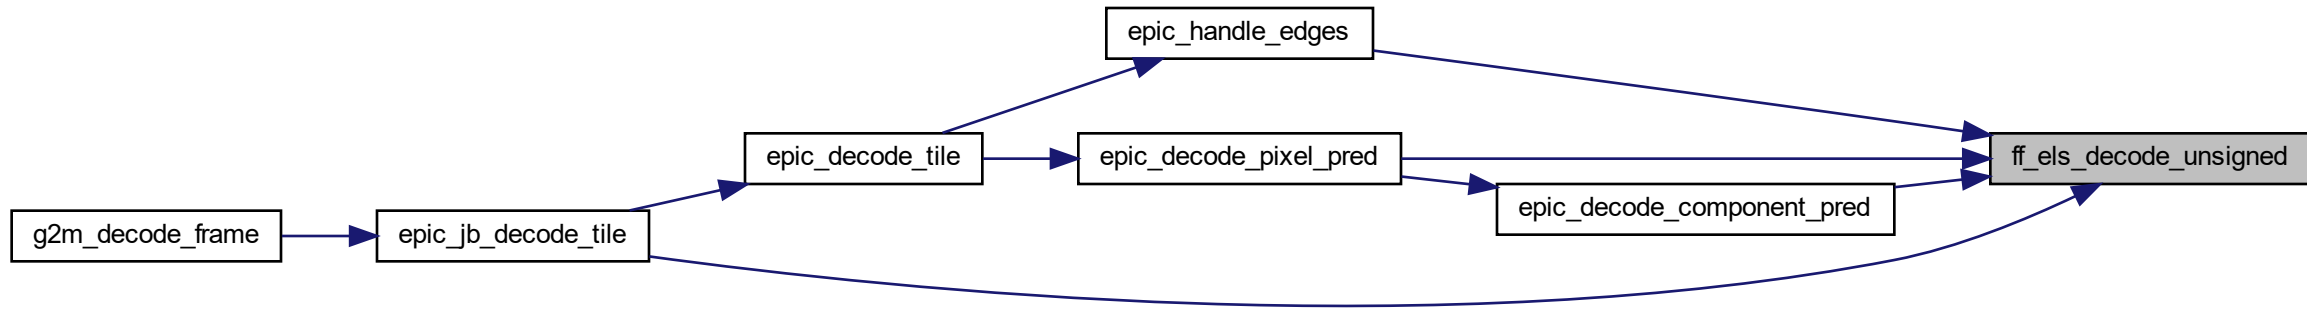 epic_handle_edges
epic_decode_tile
epic_decode_pixel_pred
ff_els_decode_unsigned
epic_decode_component_pred
g2m_decode_frame
epic_jb_decode_tile